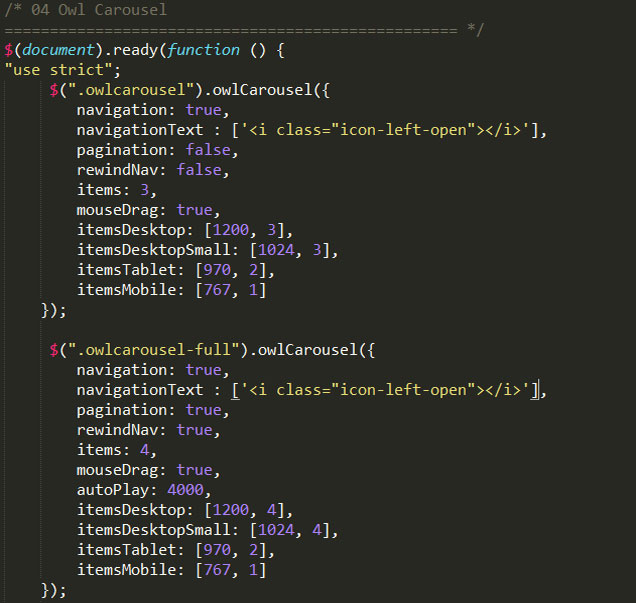 /* 04 Owl Carousel
================================================== */
$(document).ready(function () {
"use strict";
$(".owlcarousel").owlCarousel({
navigation: true,
navigationText : ['<i class="icon-left-open"></i>'],
pagination: false,
rewindNav: false,
items: 3,
mouseDrag: true,
itemsDesktop: [1200, 3],
itemsDesktopSmall: [1024, 3],
itemsTablet: [970, 2],
itemsMobile: [767, 1]
});
$(".owlcarousel-full").owlCarousel({
navigation: true,
navigationText : ['<i class="icon-left-open"></i>'],
pagination: true,
rewindNav: true,
items: 4,
mouseDrag: true,
autoPlay: 4000,
itemsDesktop: [1200, 4],
itemsDesktopSmall: [1024, 4],
itemsTablet: [970, 2],
itemsMobile: [767, 1]
});